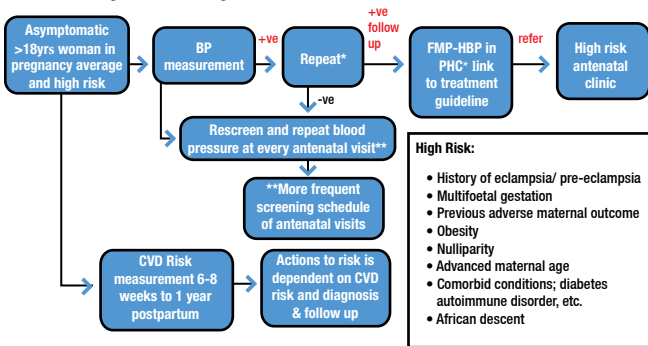 Asymptomatic
>18yrs woman in
pregnancy average
and high risk
BP
measurement
+ve
Repeat*
+ve
follow
up
FMP-HBP in
PHC* link
to treatment
guideline
refer
High risk
antenatal
clinic
-ve
Rescreen and repeat blood
pressure at every antenatal visit**
**More frequent
screening schedule
of antenatal visits
CVD Risk
measurement 6-8
weeks to 1 year
postpartum
Actions to risk is
dependent on CVD
risk and diagnosis
& follow up
High Risk:
• History of eclampsia/ pre-eclampsia
• Multifoetal gestation
• Previous adverse maternal outcome
• Obesity
• Nulliparity
• Advanced maternal age
• Comorbid conditions; diabetes
autoimmune disorder, etc.
• African descent